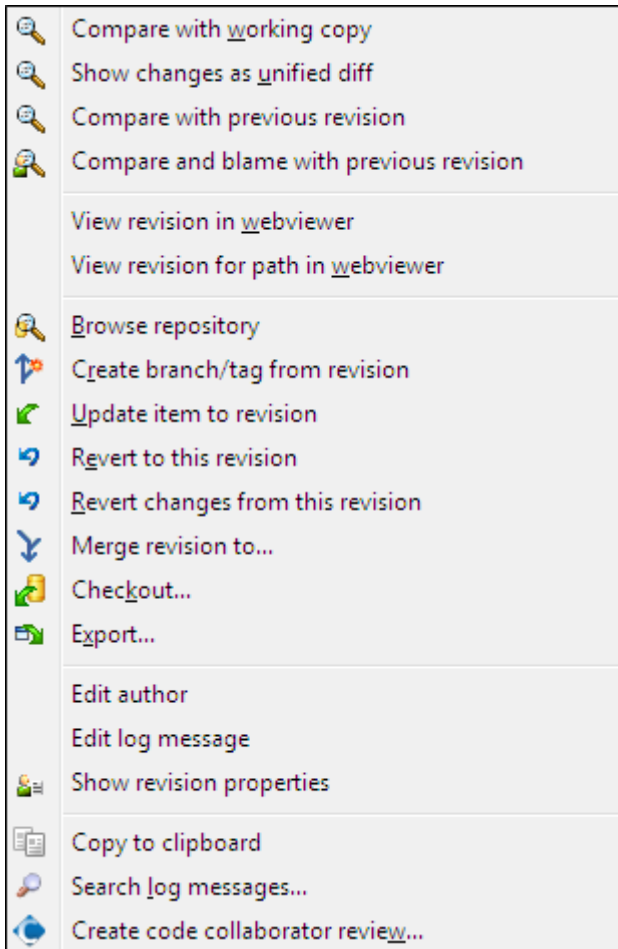 Compare with working copy
Show changes as unified diff
Compare with previous revision
Compare and blame with previous revision
View revision in webviewer
View revision for path in webviewer
Browse repository
Create branch/tag from revision
Update item to revision
Revert to this revision
Revert changes from this revision
Merge revision to...
Checkout...
Export...
Edit author
Edit log message
Show revision properties
Copy to clipboard
Search log messages...
Create code collaborator review...